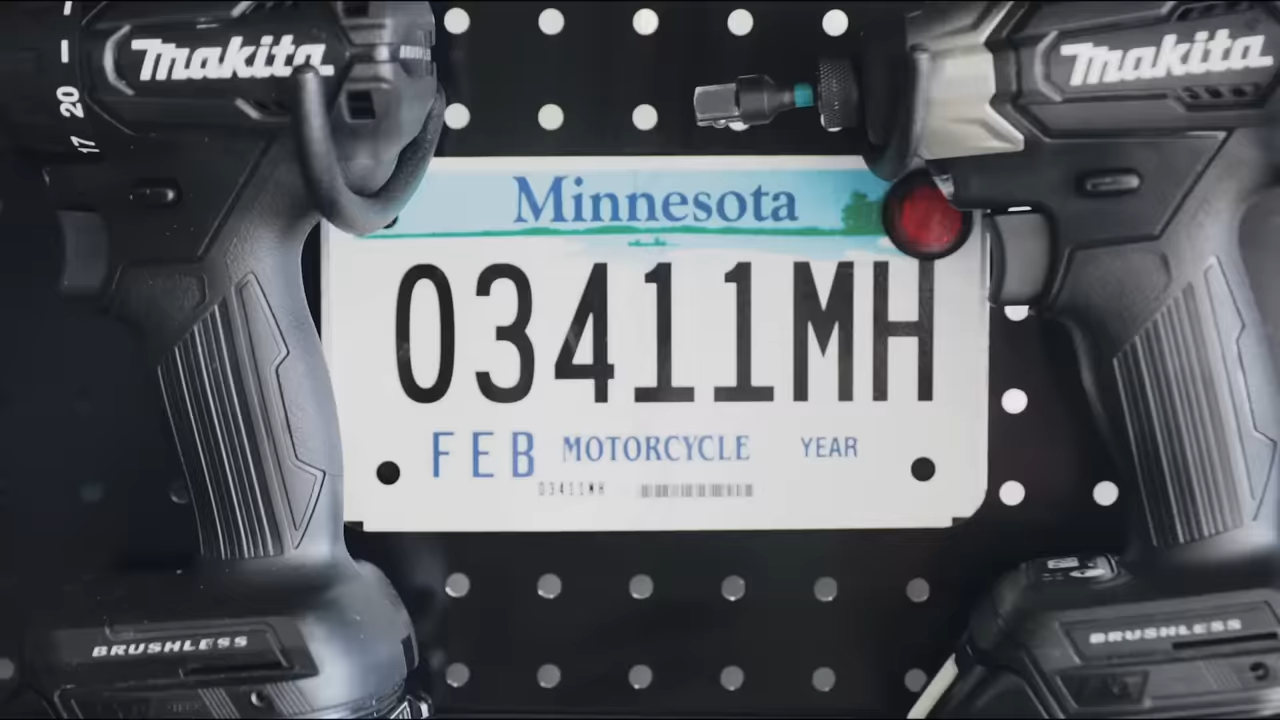 makita
makita
20
17
Minnesota
03411MH
FEB MOTORCYCLE YEAR
03411MH
BRUSHLESS
BRUSHLESS